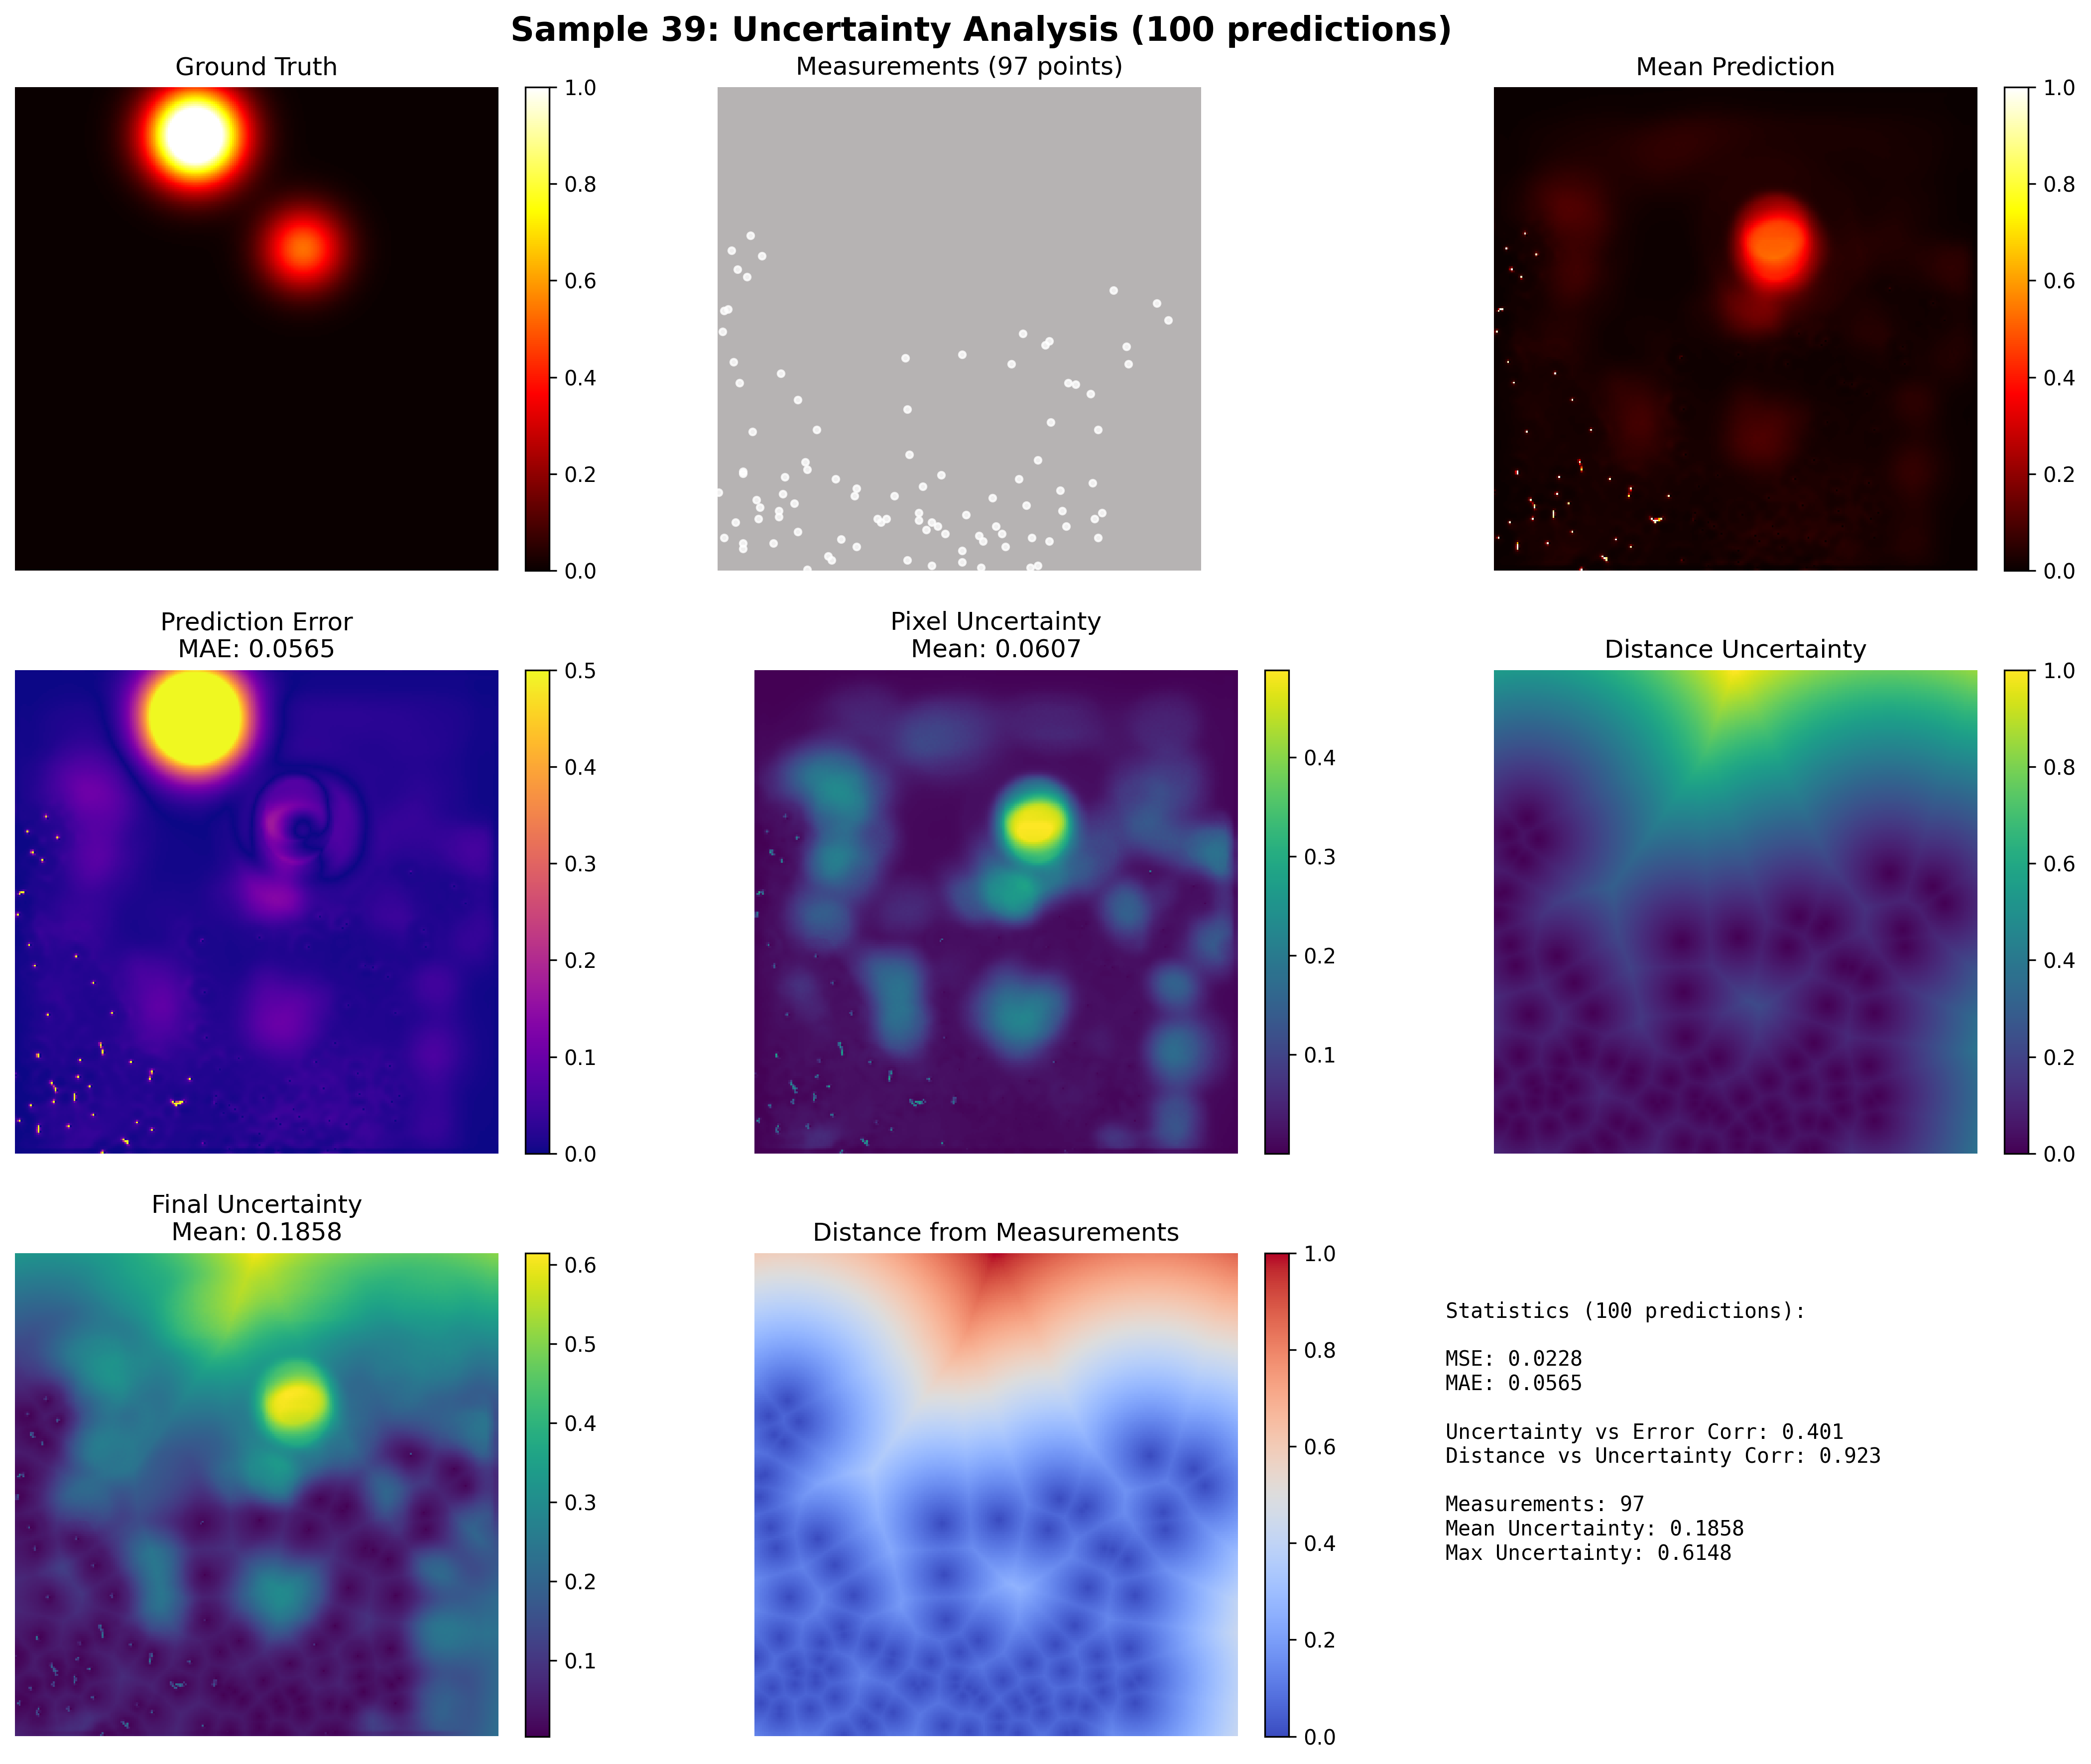 Sample 39: Uncertainty Analysis (100 predictions)
Ground Truth
1.0
0.8
0.6
0.4
0.2
0.0
Measurements (97 points)
Mean Prediction
1.0
0.8
0.6
0.4
0.2
0.0
Prediction Error
MAE: 0.0565
0.5
0.4
0.3
0.2
0.1
0.0
Pixel Uncertainty
Mean: 0.0607
0.4
0.3
0.2
0.1
Distance Uncertainty
1.0
0.8
0.6
0.4
0.2
0.0
Final Uncertainty
Mean: 0.1858
0.6
0.5
0.4
0.3
0.2
0.1
Distance from Measurements
1.0
0.8
0.6
0.4
0.2
0.0
Statistics (100 predictions):
MSE: 0.0228
MAE: 0.0565
Uncertainty vs Error Corr: 0.401
Distance vs Uncertainty Corr: 0.923
Measurements: 97
Mean Uncertainty: 0.1858
Max Uncertainty: 0.6148